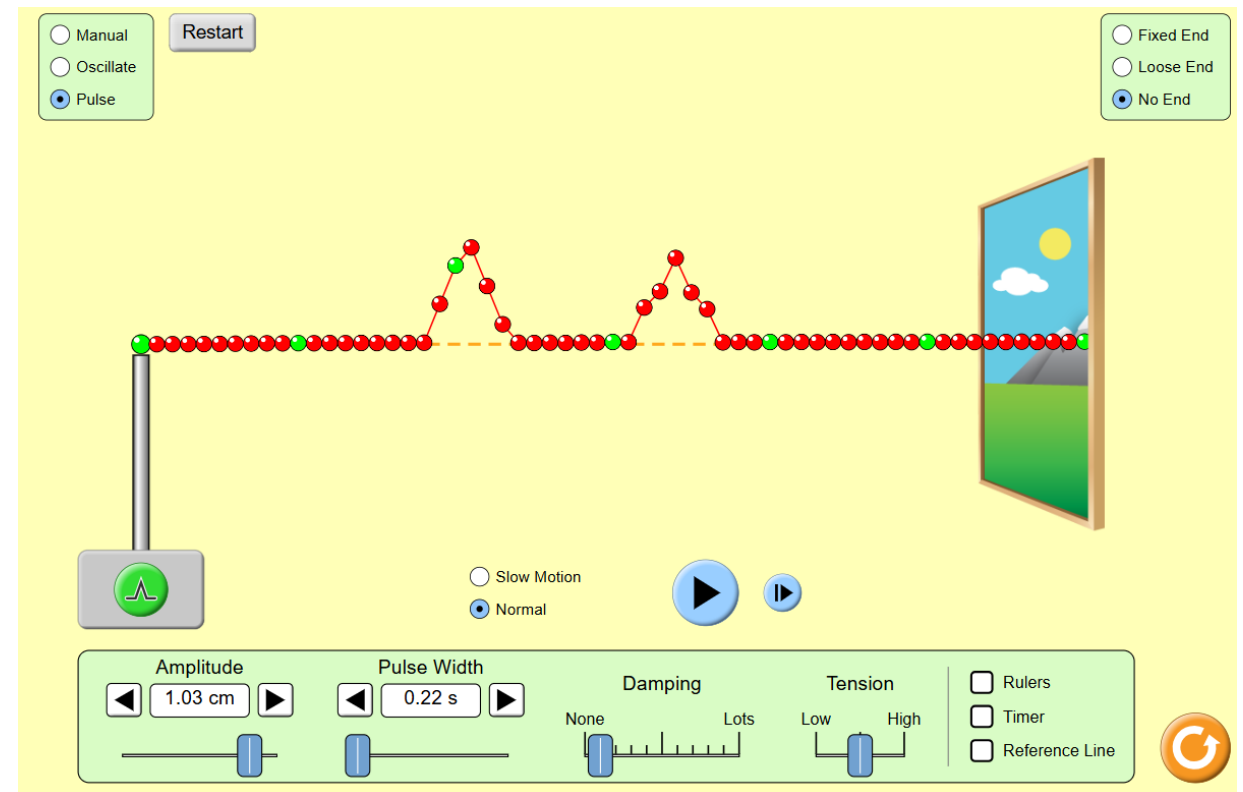 Manual
Restart
Oscillate
Pulse
Fixed End
Loose End
No End
Slow Motion
Normal
Amplitude
1.03 cm
Pulse Width
0.22 s
Damping
None
Lots
Tension
Low
High
Rulers
Timer
Reference Line